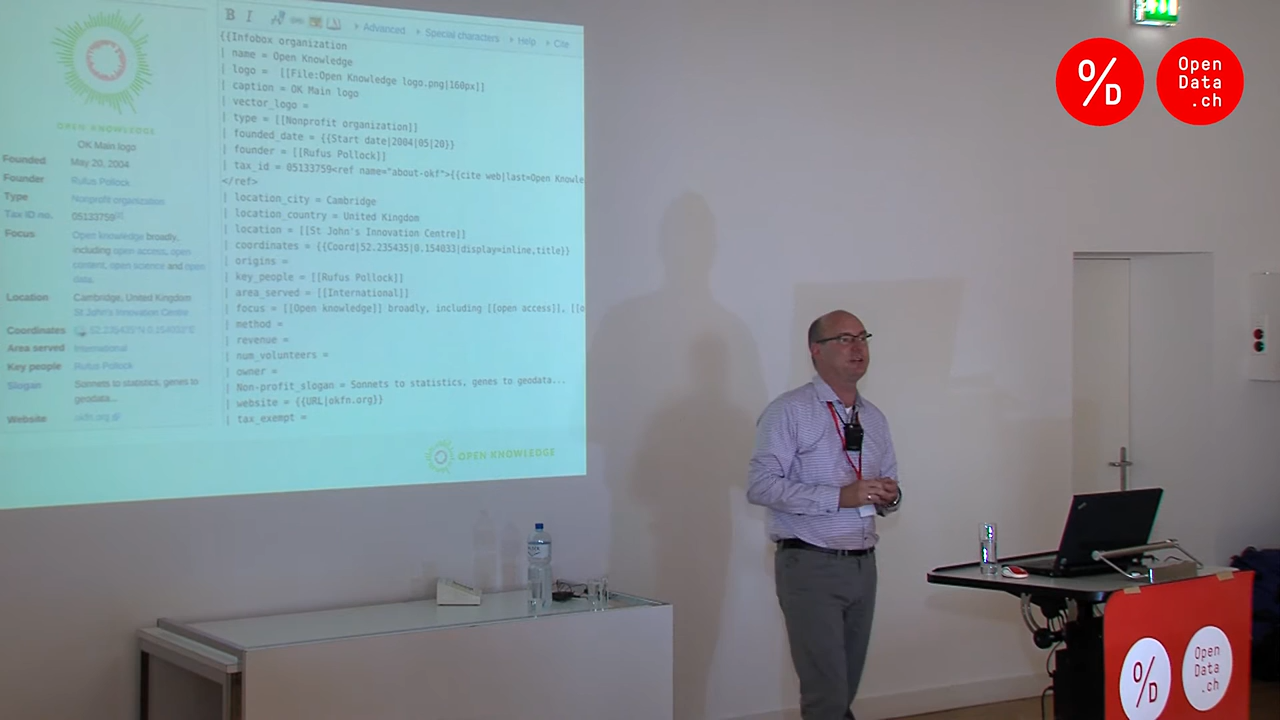 OPEN KNOWLEDGE
OK Main logo
Founded May 20, 2004
Founder Rufus Pollock
Type Nonprofit organization
Tax ID no. 05133759
Focus Open knowledge broadly,
including open access, open
content, open science and open
data.
Location Cambridge, United Kingdom
St John's Innovation Centre
Coordinates 52.235435°N 0.154033°E
Area served International
Key people Rufus Pollock
Slogan Sonnets to statistics, genes to
geodata...
Website okfn.org
B I Advanced Special characters Help Cite
{{Infobox organization
| name = Open Knowledge
| logo = [[File:Open Knowledge logo.png|160px]]
| caption = OK Main logo
| vector_logo =
| type = [[Nonprofit organization]]
| founded_date = {{Start date|2004|05|20}}
| founder = [[Rufus Pollock]]
| tax_id = 05133759<ref name="about-okf">{{cite web|last=Open Knowle
</ref>
| location_city = Cambridge
| location_country = United Kingdom
| location = [[St John's Innovation Centre]]
| coordinates = {{Coord|52.235435|0.154033|display=inline,title}}
| origins =
| key_people = [[Rufus Pollock]]
| area_served = [[International]]
| focus = [[Open knowledge]] broadly, including [[open access]], [[o
| method =
| revenue =
| num_volunteers =
| owner =
| Non-profit_slogan = Sonnets to statistics, genes to geodata...
| website = {{URL|okfn.org}}
| tax_exempt =
OPEN KNOWLEDGE
O/D
Open
Data
.ch
O/D
Open
Data
.ch